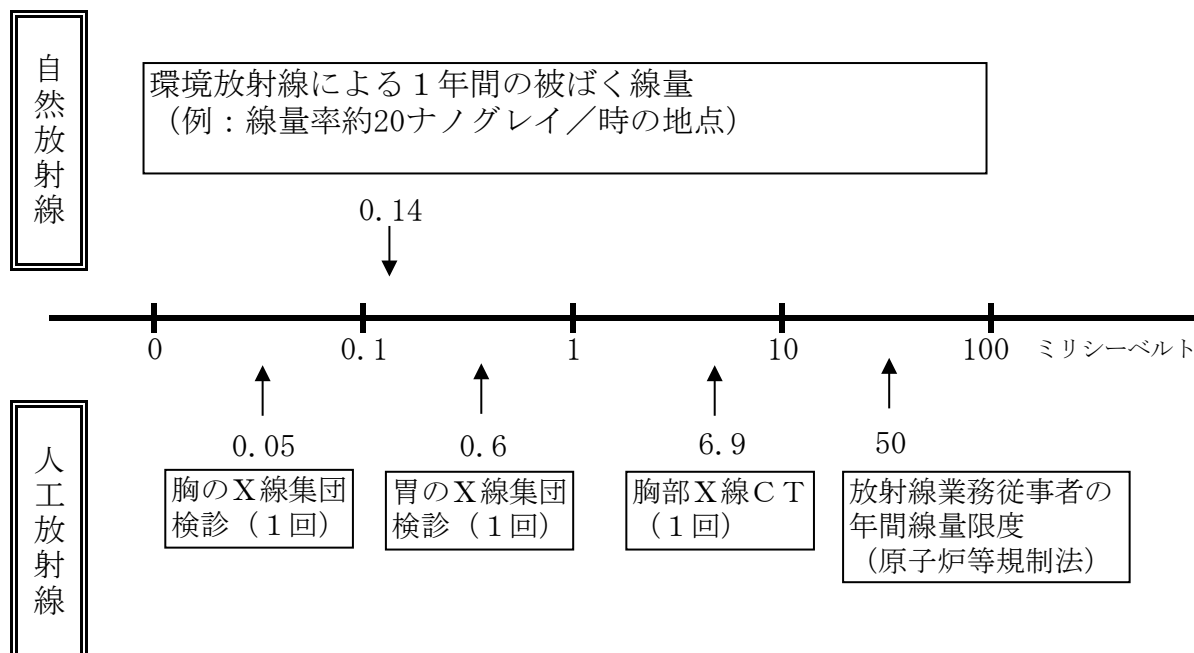 自然放射線
環境放射線による１年間の被ばく線量
（例：線量率約20ナノグレイ／時の地点）
0.14
0 0.1 1 10 100 ミリシーベルト
0.05 0.6 6.9 50
人工放射線
胸のＸ線集団
検診（１回）
胃のＸ線集団
検診（１回）
胸部Ｘ線ＣＴ
（１回）
放射線業務従事者の
年間線量限度
（原子炉等規制法）